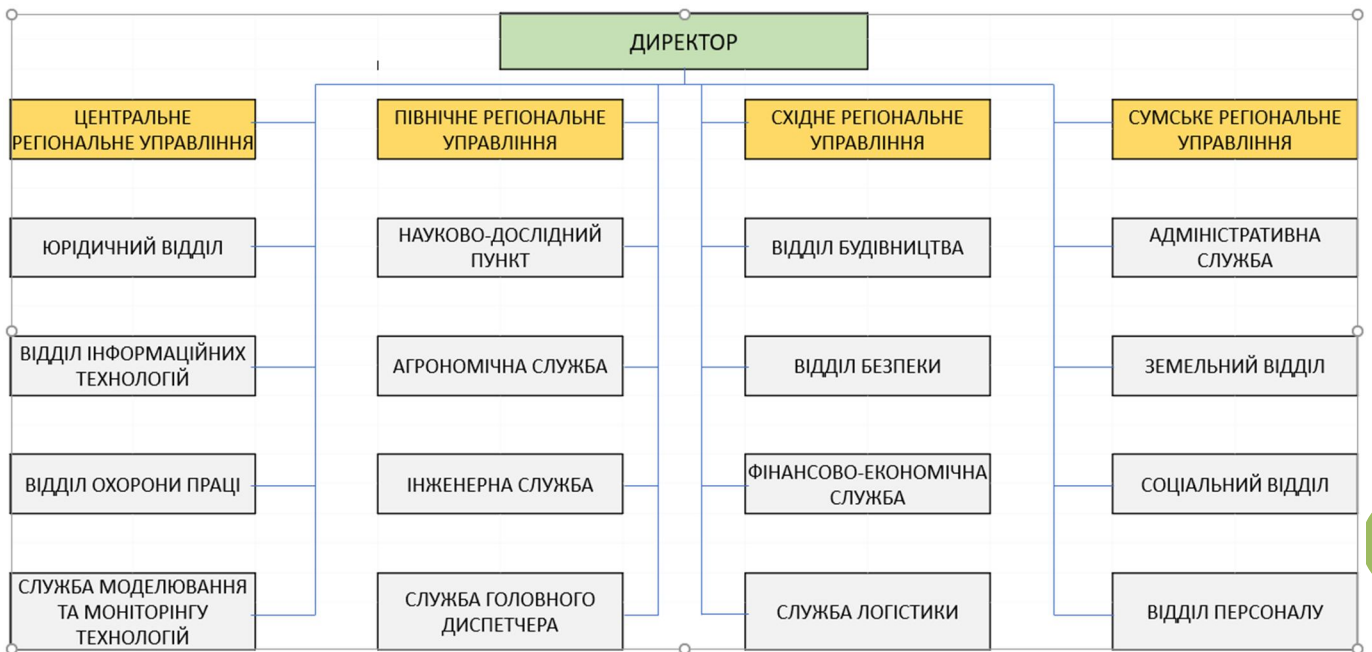 ДИРЕКТОР
ЦЕНТРАЛЬНЕ
РЕГІОНАЛЬНЕ УПРАВЛІННЯ
ПІВНІЧНЕ РЕГІОНАЛЬНЕ
УПРАВЛІННЯ
СХІДНЕ РЕГІОНАЛЬНЕ
УПРАВЛІННЯ
СУМСЬКЕ РЕГІОНАЛЬНЕ
УПРАВЛІННЯ
ЮРІДИЧНИЙ ВІДДІЛ
НАУКОВО-ДОСЛІДНИЙ
ПУНКТ
ВІДДІЛ БУДІВНИЦТВА
АДМІНІСТРАТИВНА
СЛУЖБА
ВІДДІЛ ІНФОРМАЦІЙНИХ
ТЕХНОЛОГІЙ
АГРОНОМІЧНА СЛУЖБА
ВІДДІЛ БЕЗПЕКИ
ЗЕМЕЛЬНИЙ ВІДДІЛ
ВІДДІЛ ОХОРОНИ ПРАЦІ
ІНЖЕНЕРНА СЛУЖБА
ФІНАНСОВО-ЕКОНОМІЧНА
СЛУЖБА
СОЦІАЛЬНИЙ ВІДДІЛ
СЛУЖБА МОДЕЛЮВАННЯ
ТА МОНІТОРІНГУ
ТЕХНОЛОГІЙ
СЛУЖБА ГОЛОВНОГО
ДИСПЕТЧЕРА
СЛУЖБА ЛОГІСТИКИ
ВІДДІЛ ПЕРСОНАЛУ